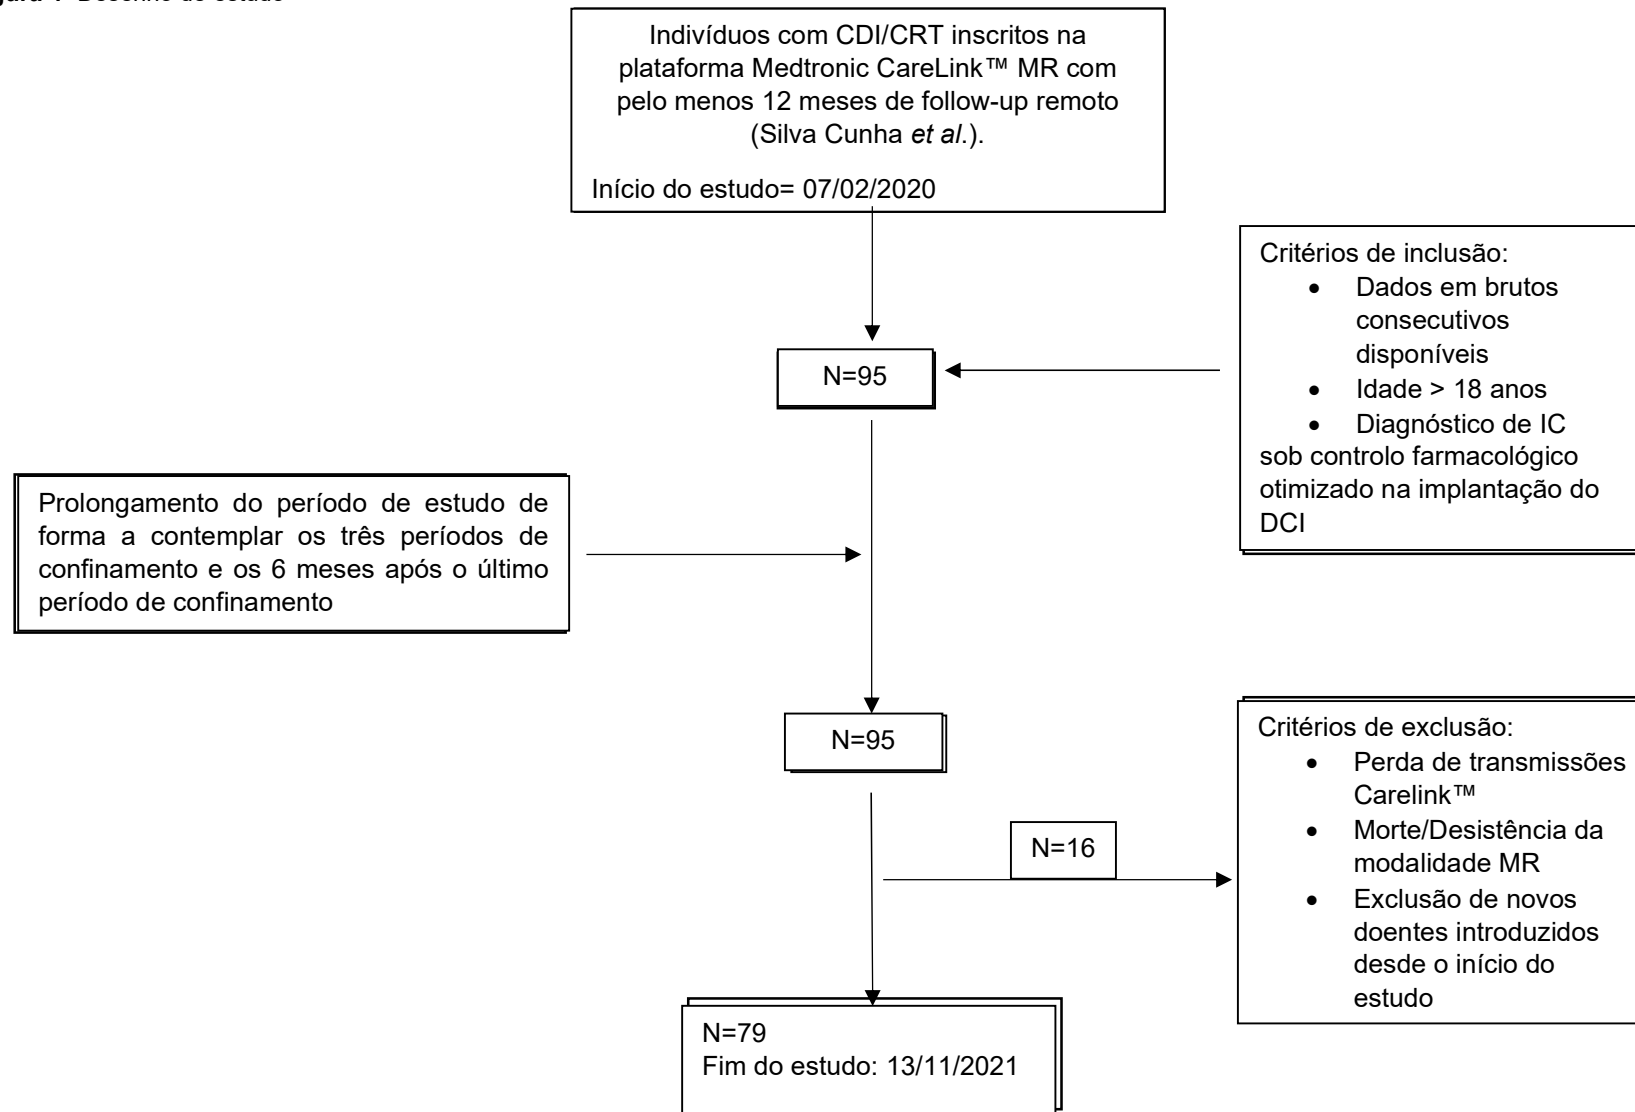 Indivíduos com CDI/CRT inscritos na
plataforma Medtronic CareLink™ MR com
pelo menos 12 meses de follow-up remoto
(Silva Cunha et al.).
Início do estudo= 07/02/2020
Critérios de inclusão:
• Dados em brutos
consecutivos
disponíveis
• Idade > 18 anos
• Diagnóstico de IC
sob controlo farmacológico
otimizado na implantação do
DCI
N=95
Prolongamento do período de estudo de
forma a contemplar os três períodos de
confinamento e os 6 meses após o último
período de confinamento
N=95
N=16
Critérios de exclusão:
• Perda de transmissões
Carelink™
• Morte/Desistência da
modalidade MR
• Exclusão de novos
doentes introduzidos
desde o início do
estudo
N=79
Fim do estudo: 13/11/2021